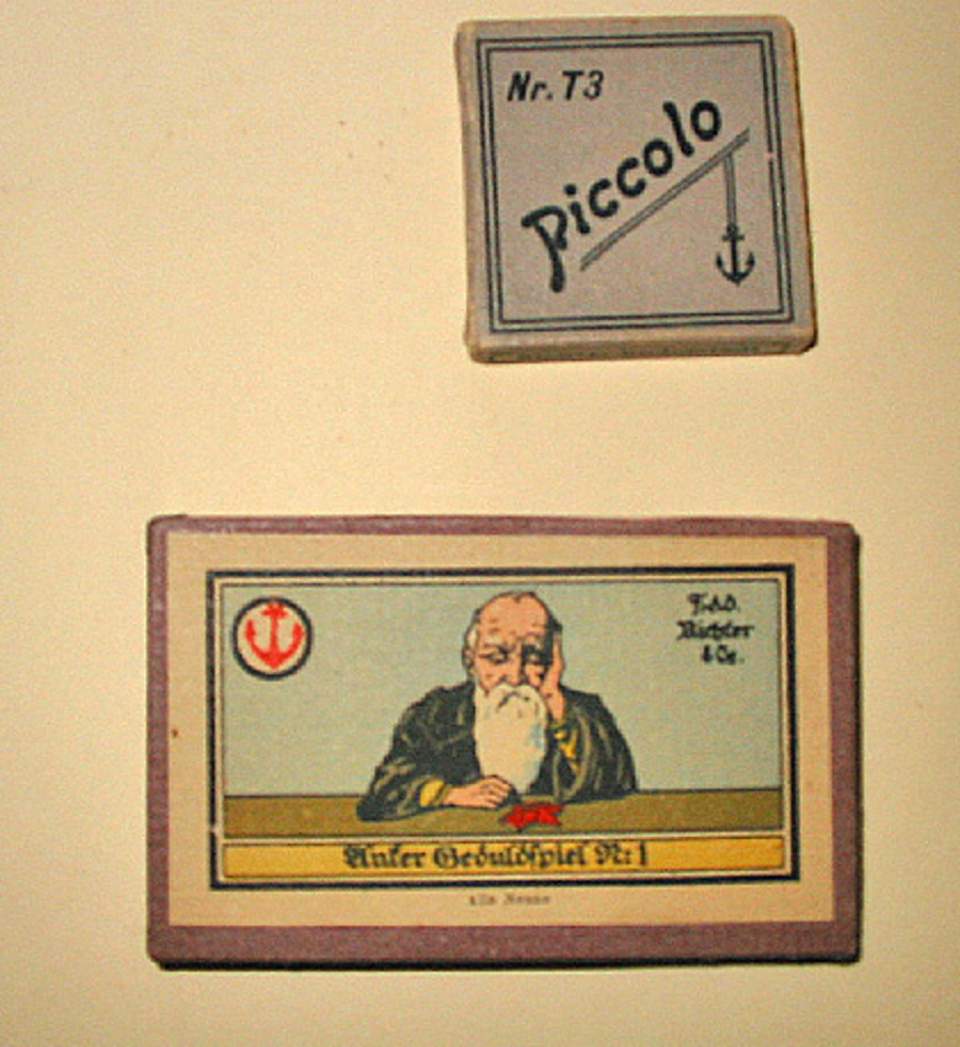 Nr. T3
Piccolo
F. Ad.
Richter
& Cie.
Anker Geduldspiel Nr. 1